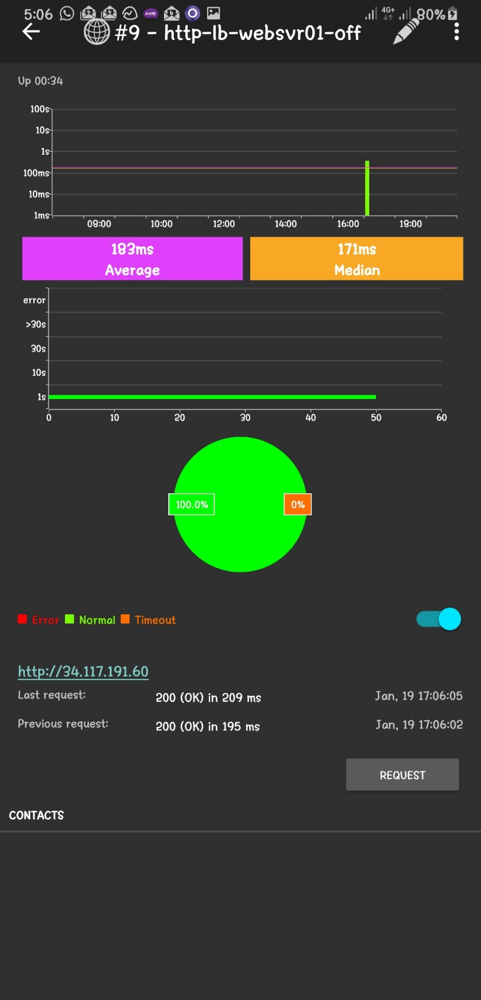 5:06 AXIS 4G+ 80%
#9 - http-lb-websvr01-off
Up 00:34
100s
10s
1s
100ms
10ms
1ms
08:00 10:00 12:00 14:00 16:00 18:00
183ms
Average
171ms
Median
error
>30s
30s
10s
1s
0 10 20 30 40 50 60
100.0% 0%
Error Normal Timeout
http://34.117.191.60
Last request: 200 (OK) in 209 ms Jan, 19 17:06:05
Previous request: 200 (OK) in 195 ms Jan, 19 17:06:02
REQUEST
CONTACTS